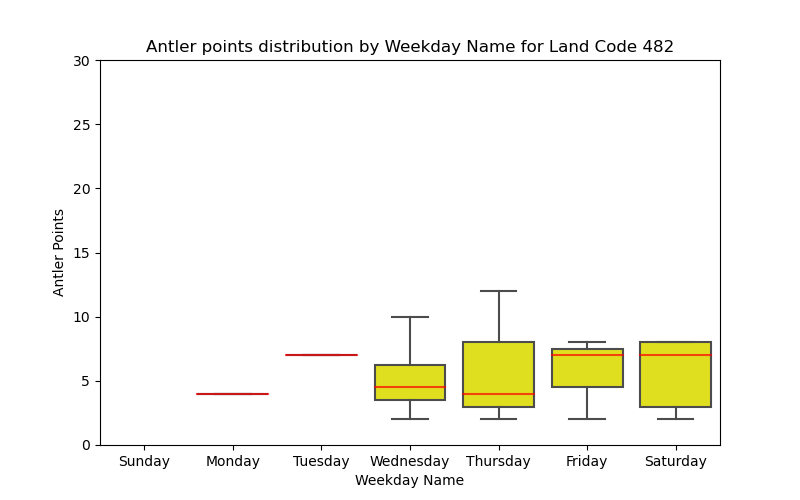 Antler points distribution by Weekday Name for Land Code 482
30
25
20
15
10
5
0
Antler Points
Sunday Monday Tuesday Wednesday Thursday Friday Saturday
Weekday Name